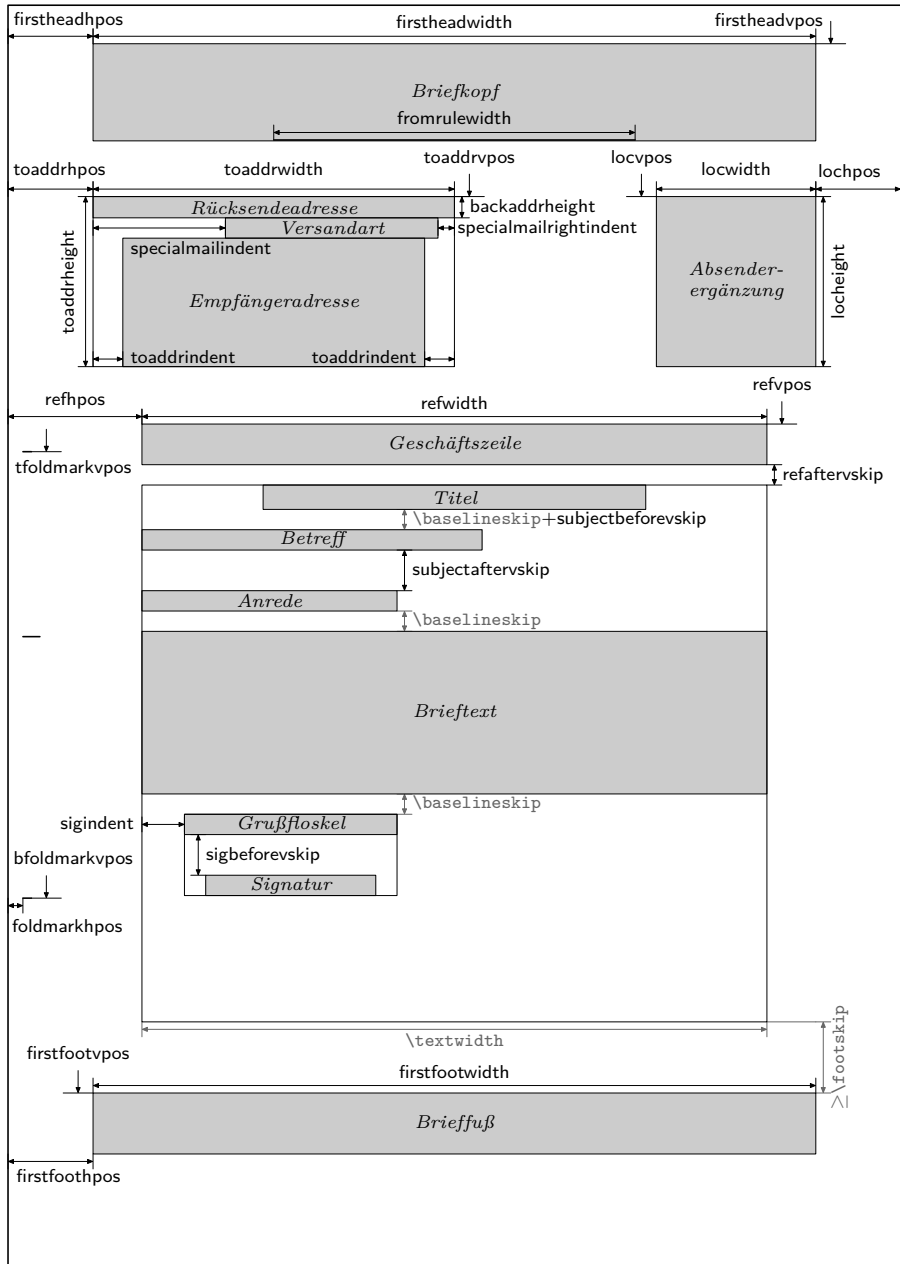 firstheadhpos
firstheadwidth
firstheadvpos
Briefkopf
fromrulewidth
toaddrhpos
toaddrwidth
toaddrvpos
locvpos
locwidth
lochpos
Rücksendeadresse
backaddrheight
Versandart
specialmailrightindent
specialmailindent
toaddrheight
Empfängeradresse
Absender-
ergänzung
locheight
toaddrindent
toaddrindent
refhpos
refwidth
refvpos
Geschäftszeile
tfoldmarkvpos
refaftervskip
Titel
\baselineskip+subjectbeforevskip
Betreff
subjectaftervskip
Anrede
\baselineskip
Brieftext
\baselineskip
sigindent
Grußfloskel
sigbeforevskip
bfoldmarkvpos
Signatur
foldmarkhpos
\textwidth
≥\footskip
firstfootvpos
firstfootwidth
Brieffuß
firstfoothpos